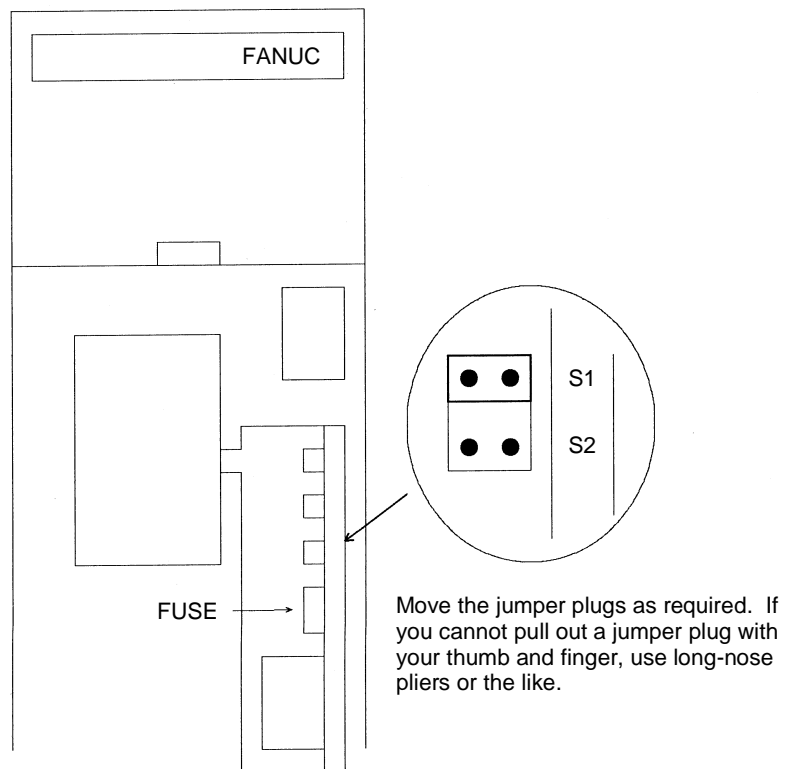 FANUC
S1
S2
FUSE
Move the jumper plugs as required. If
you cannot pull out a jumper plug with
your thumb and finger, use long-nose
pliers or the like.